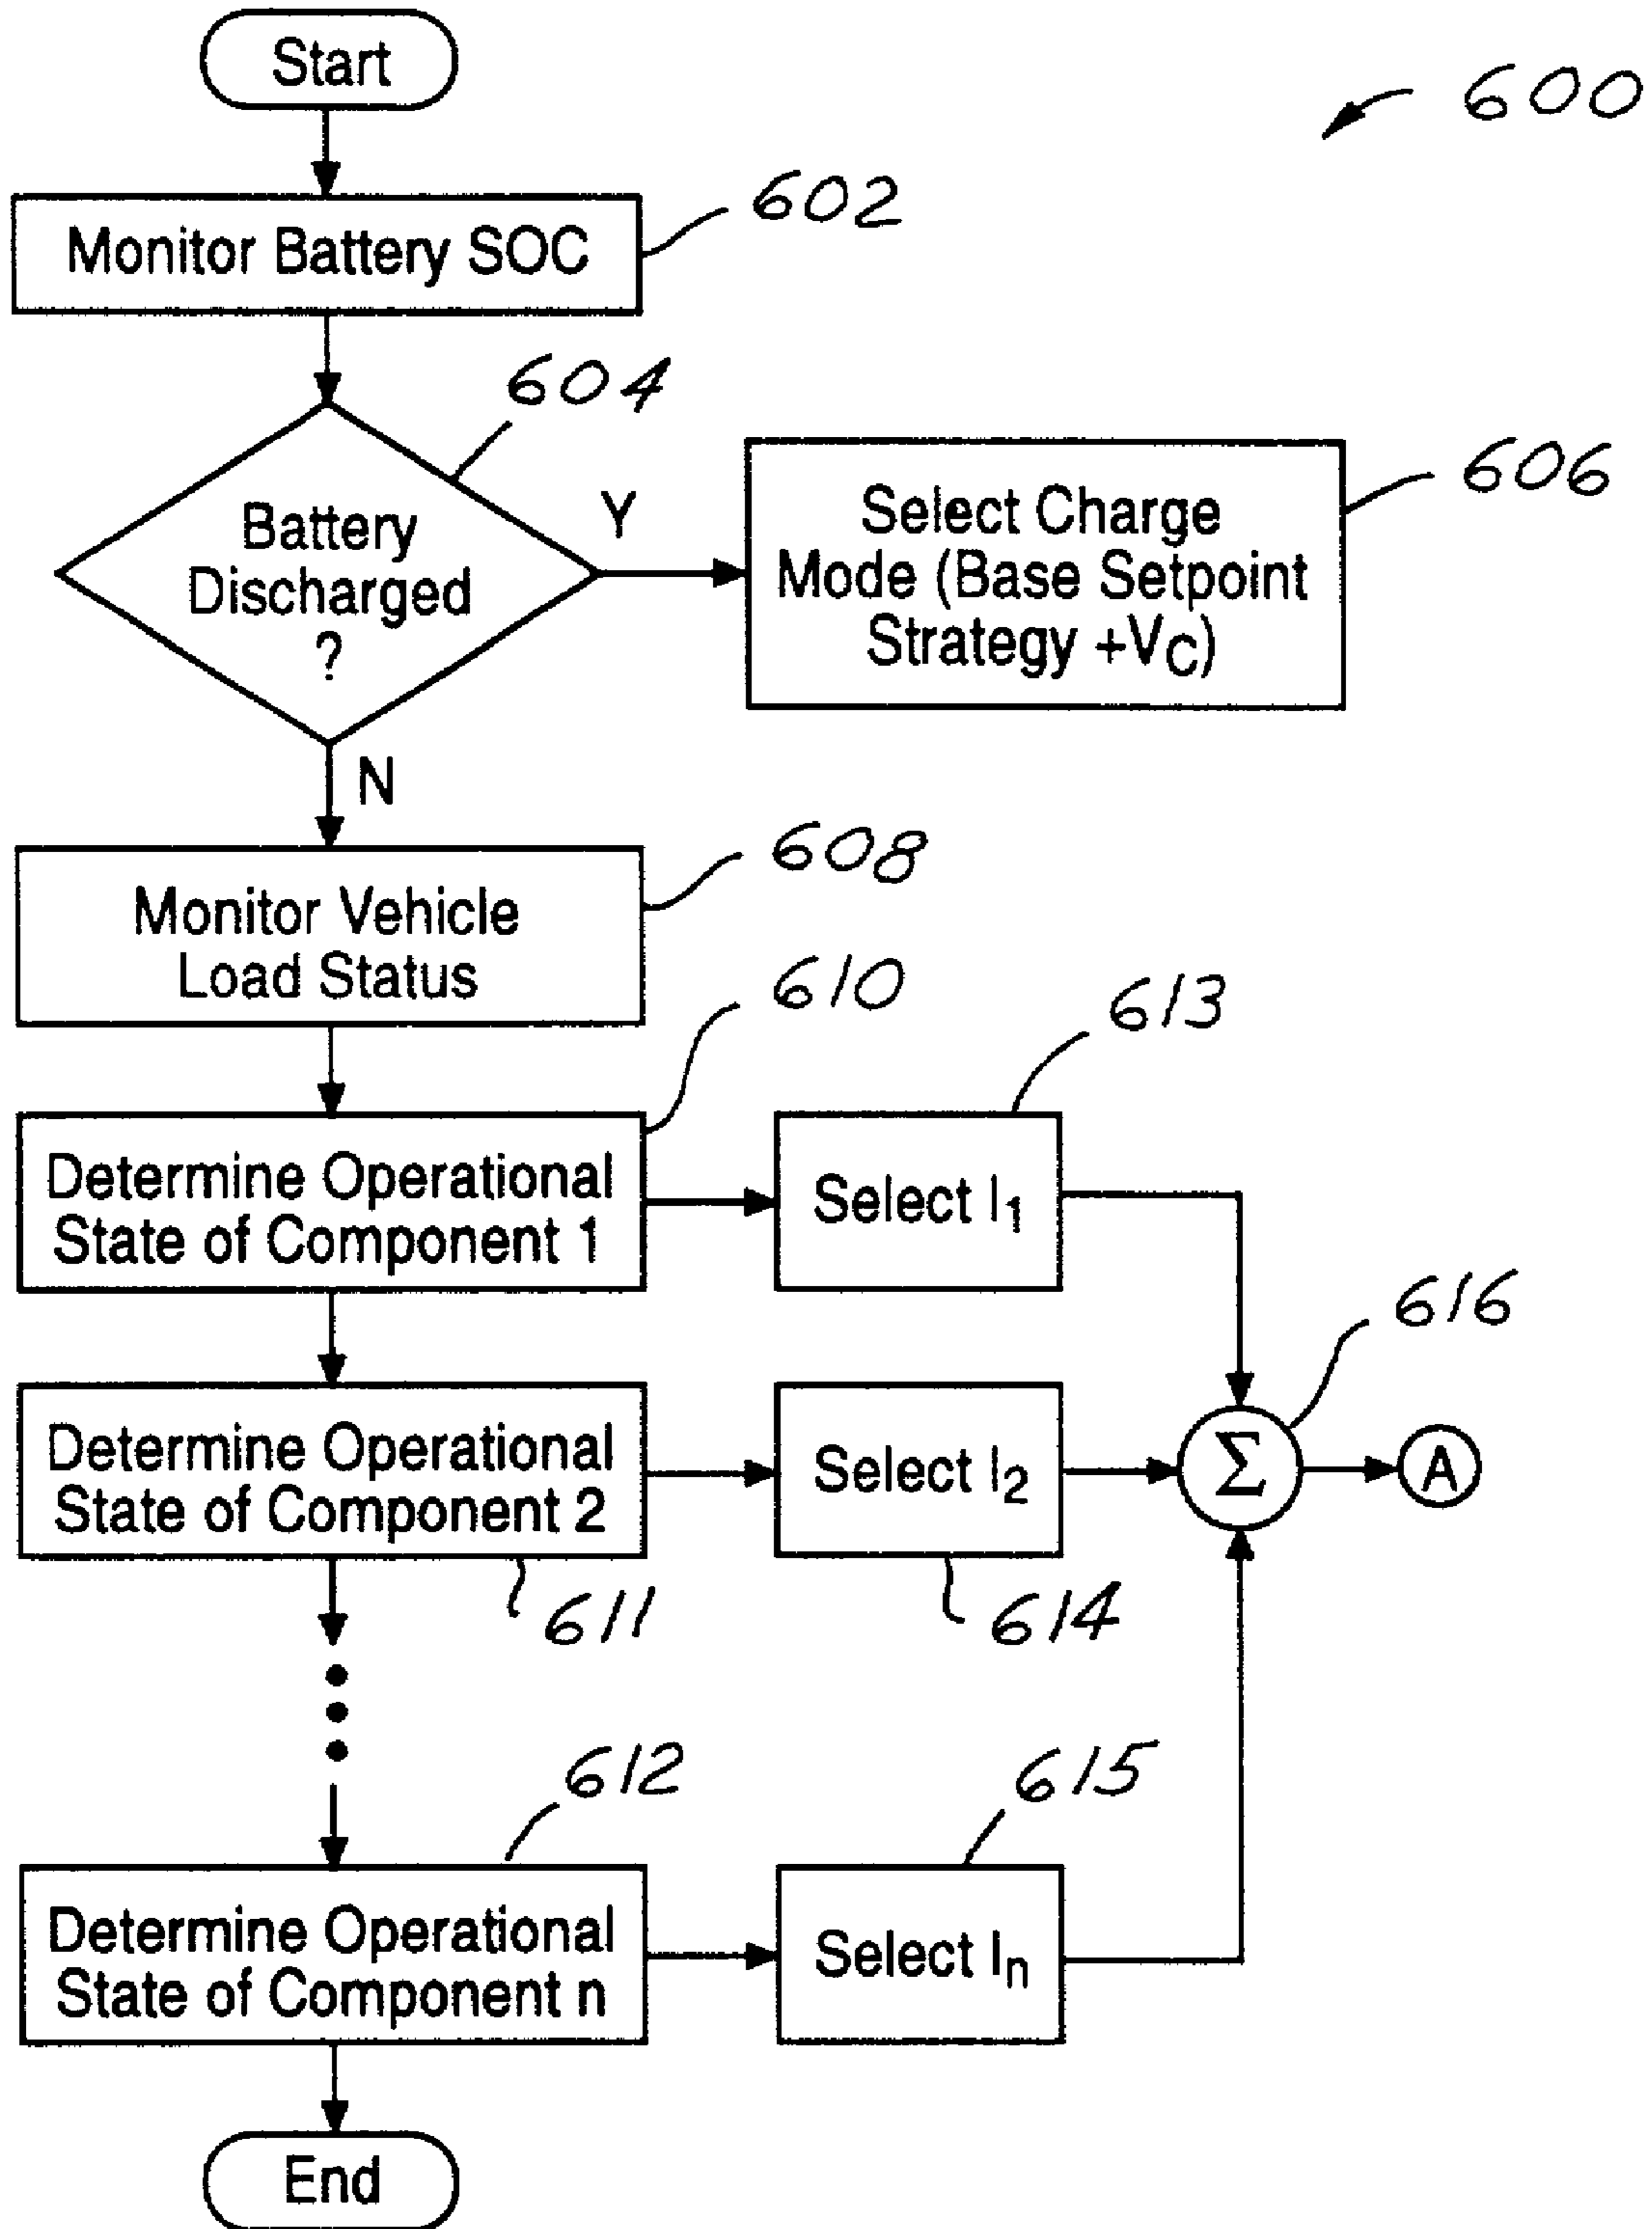 Start
600
602
Monitor Battery SOC
604
Battery
Discharged
?
Y
606
Select Charge
Mode (Base Setpoint
Strategy +VC)
N
608
Monitor Vehicle
Load Status
610
613
Determine Operational
State of Component 1
Select I1
616
Determine Operational
State of Component 2
Select I2
Σ
A
611
614
612
615
Determine Operational
State of Component n
Select In
End